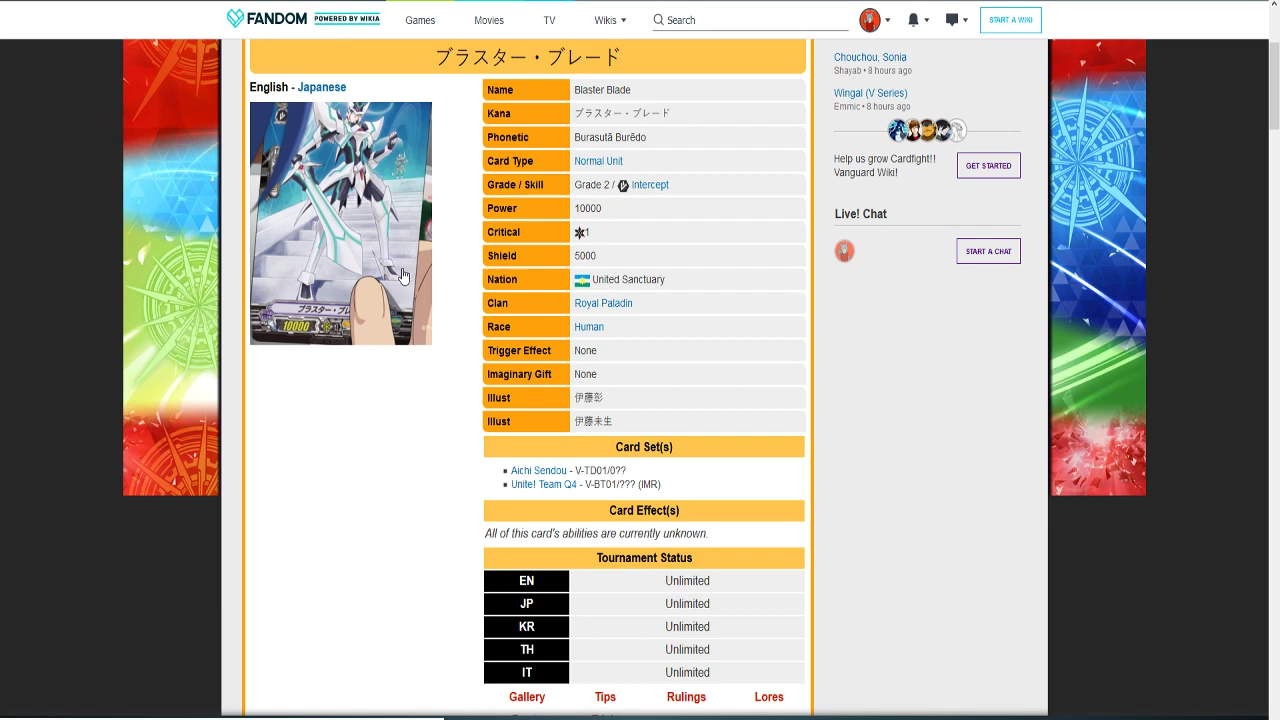 FANDOM POWERED BY WIKIA Games Movies TV Wikis Search START A WIKI
ブラスター・ブレード
English - Japanese
10000
Name Blaster Blade
Kana ブラスター・ブレード
Phonetic Burasutā Burēdo
Card Type Normal Unit
Grade / Skill Grade 2 / Intercept
Power 10000
Critical 1
Shield 5000
Nation United Sanctuary
Clan Royal Paladin
Race Human
Trigger Effect None
Imaginary Gift None
Illust 伊藤彰
Illust 伊藤未生
Card Set(s)
Aichi Sendou - V-TD01/0??
Unite! Team Q4 - V-BT01/??? (IMR)
Card Effect(s)
All of this card's abilities are currently unknown.
Tournament Status
EN Unlimited
JP Unlimited
KR Unlimited
TH Unlimited
IT Unlimited
Gallery Tips Rulings Lores
Chouchou, Sonia
Shayab • 8 hours ago
Wingal (V Series)
Emmic • 8 hours ago
Help us grow Cardfight!!
Vanguard Wiki!
GET STARTED
Live! Chat
START A CHAT